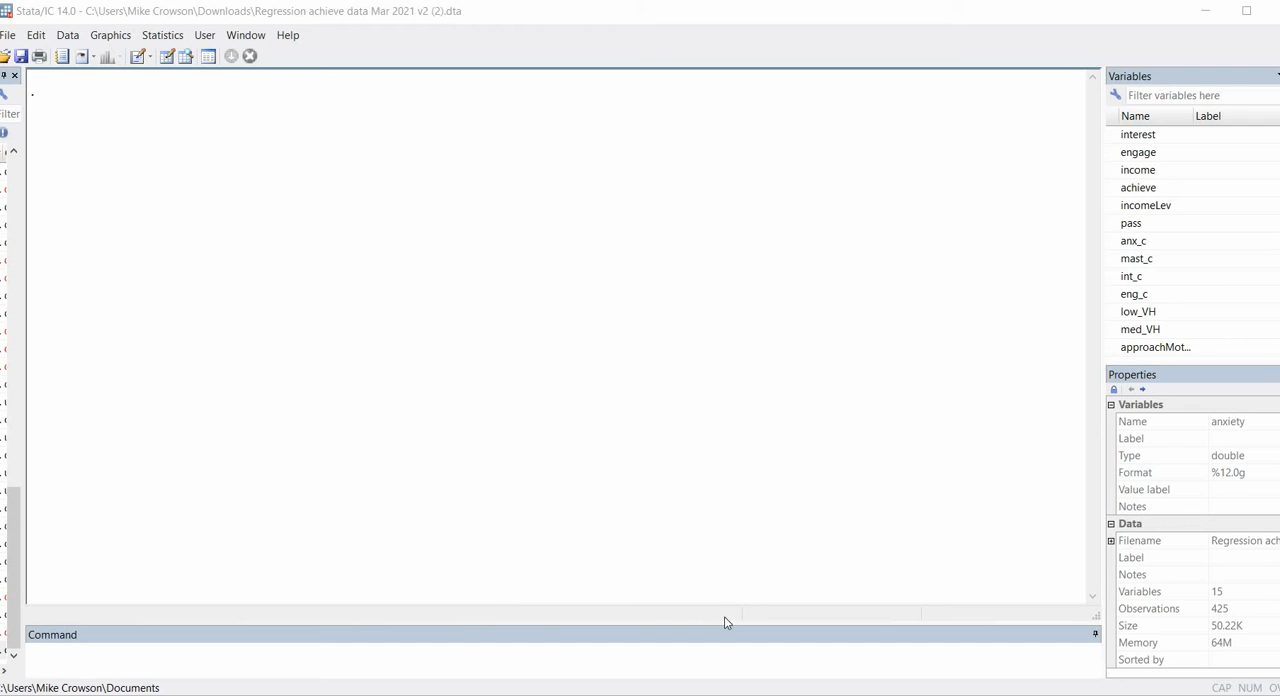 Stata/IC 14.0 - C:\Users\Mike Crowson\Downloads\Regression achieve data Mar 2021 v2 (2).dta
File Edit Data Graphics Statistics User Window Help
Variables
Filter variables here
Filter
Name Label
interest
engage
income
achieve
incomeLev
pass
anx_c
mast_c
int_c
eng_c
low_VH
med_VH
approachMot...
Properties
Variables
Name anxiety
Label
Type double
Format %12.0g
Value label
Notes
Data
Filename Regression ach
Label
Notes
Variables 15
Observations 425
Size 50.22K
Memory 64M
Sorted by
.
Command
:\Users\Mike Crowson\Documents
CAP NUM OV